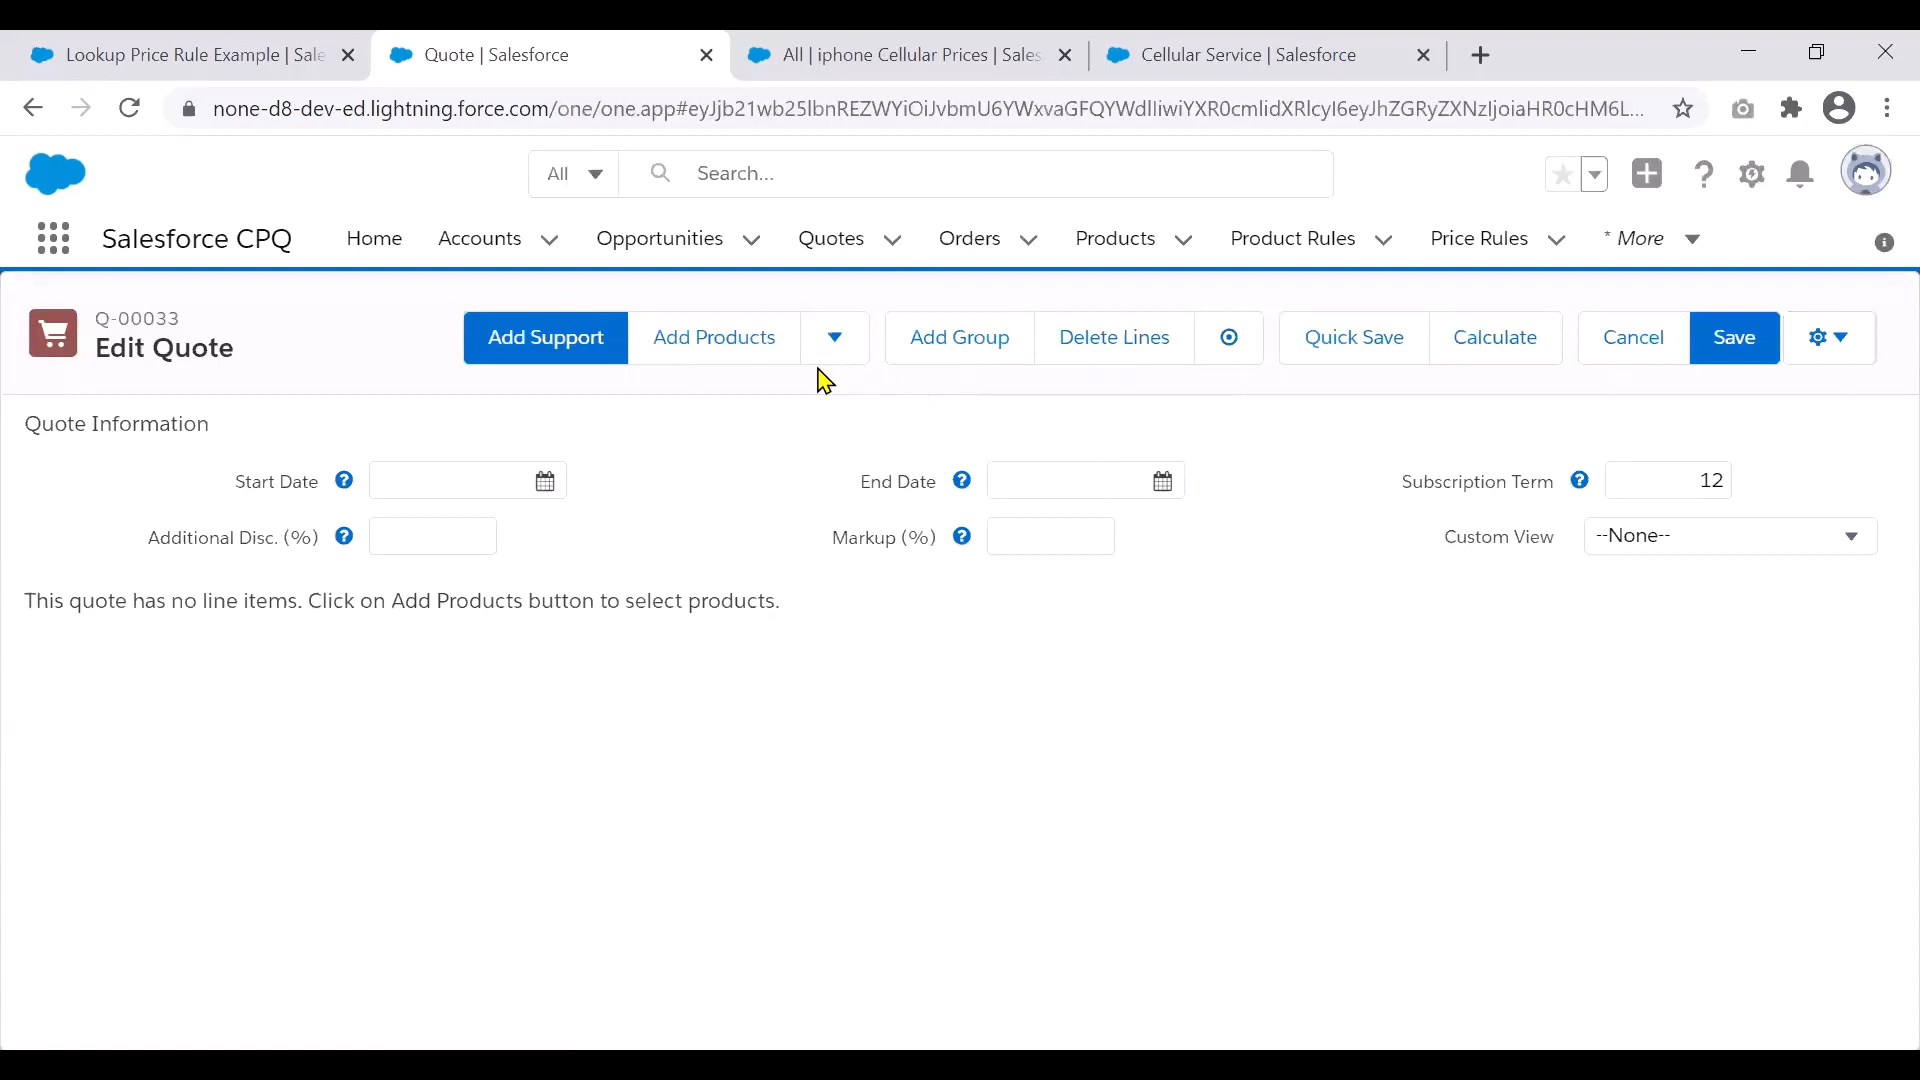 Lookup Price Rule Example | Sale
Quote | Salesforce
All | iphone Cellular Prices | Sales
Cellular Service | Salesforce
none-d8-dev-ed.lightning.force.com/one/one.app#eyJjb21wb25lbnREZWYiOiJvbmU6YWxvaGFQYWdlIiwiYXR0cmlidXRlcyI6eyJhZGRyZXNzIjoiaHR0cHM6L...
All
Search...
Salesforce CPQ
Home
Accounts
Opportunities
Quotes
Orders
Products
Product Rules
Price Rules
* More
Q-00033
Edit Quote
Add Support
Add Products
Add Group
Delete Lines
Quick Save
Calculate
Cancel
Save
Quote Information
Start Date
End Date
Subscription Term
12
Additional Disc. (%)
Markup (%)
Custom View
--None--
This quote has no line items. Click on Add Products button to select products.